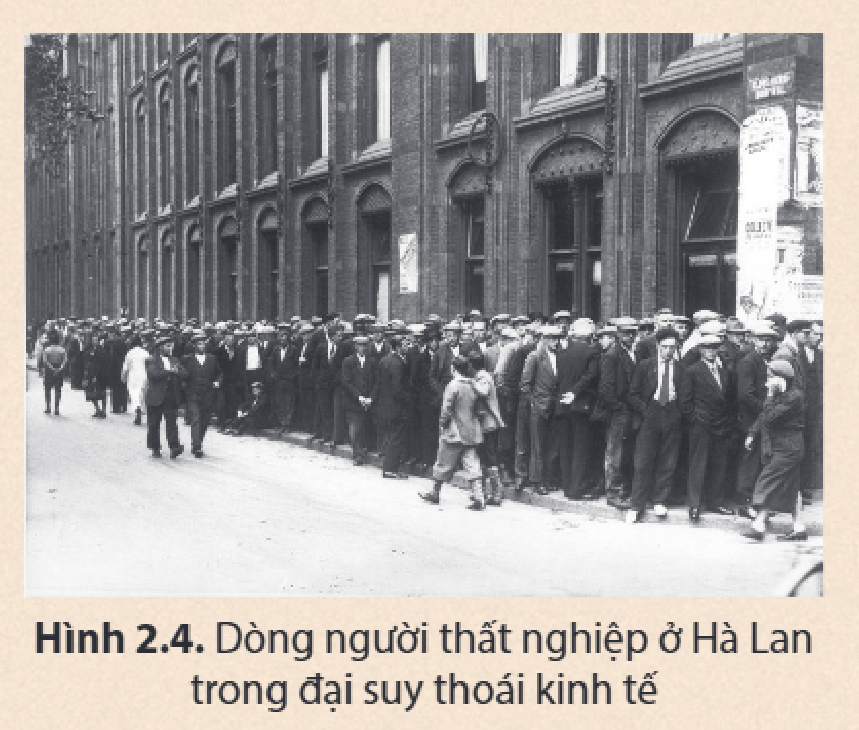 Hình 2.4. Dòng người thất nghiệp ở Hà Lan
trong đại suy thoái kinh tế